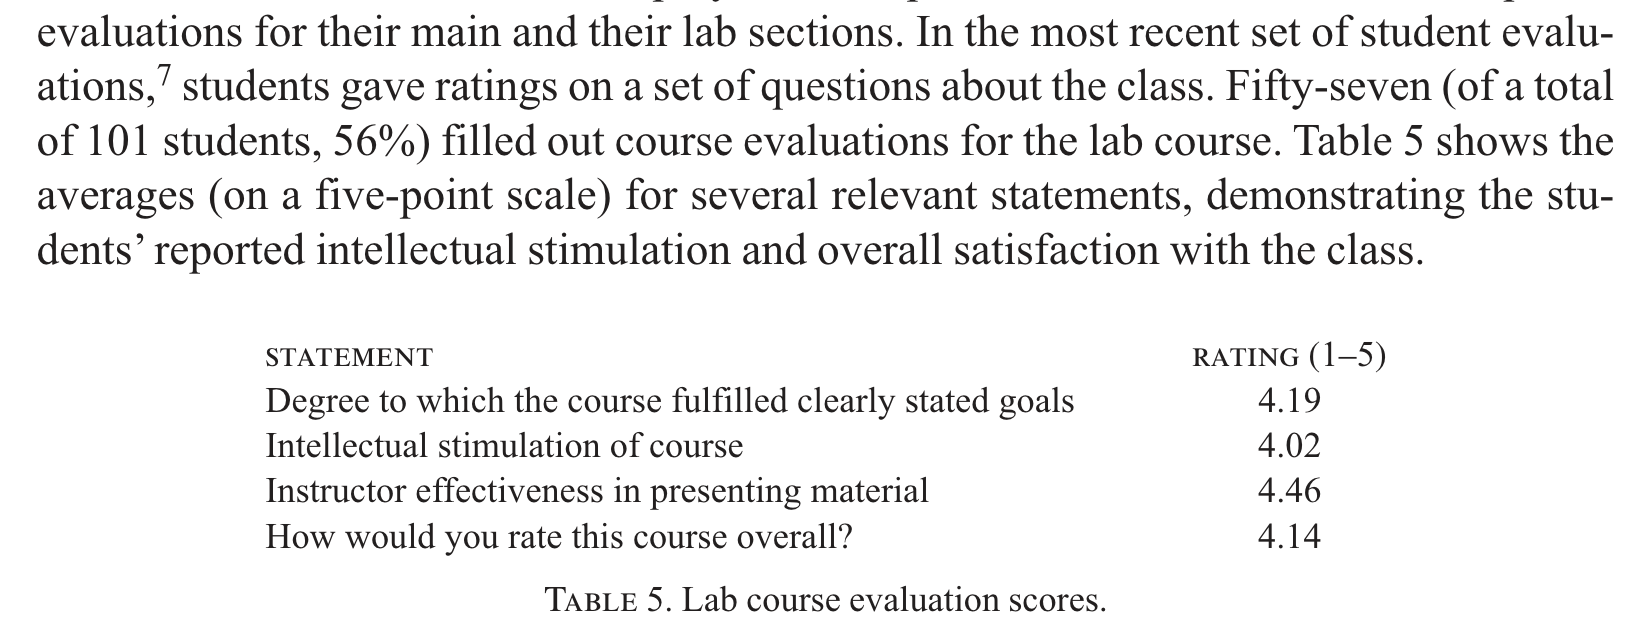 evaluations for their main and their lab sections. In the most recent set of student evalu-
ations,7 students gave ratings on a set of questions about the class. Fifty-seven (of a total
of 101 students, 56%) filled out course evaluations for the lab course. Table 5 shows the
averages (on a five-point scale) for several relevant statements, demonstrating the stu-
dents’ reported intellectual stimulation and overall satisfaction with the class.
STATEMENT RATING (1–5)
Degree to which the course fulfilled clearly stated goals 4.19
Intellectual stimulation of course 4.02
Instructor effectiveness in presenting material 4.46
How would you rate this course overall? 4.14
TABLE 5. Lab course evaluation scores.